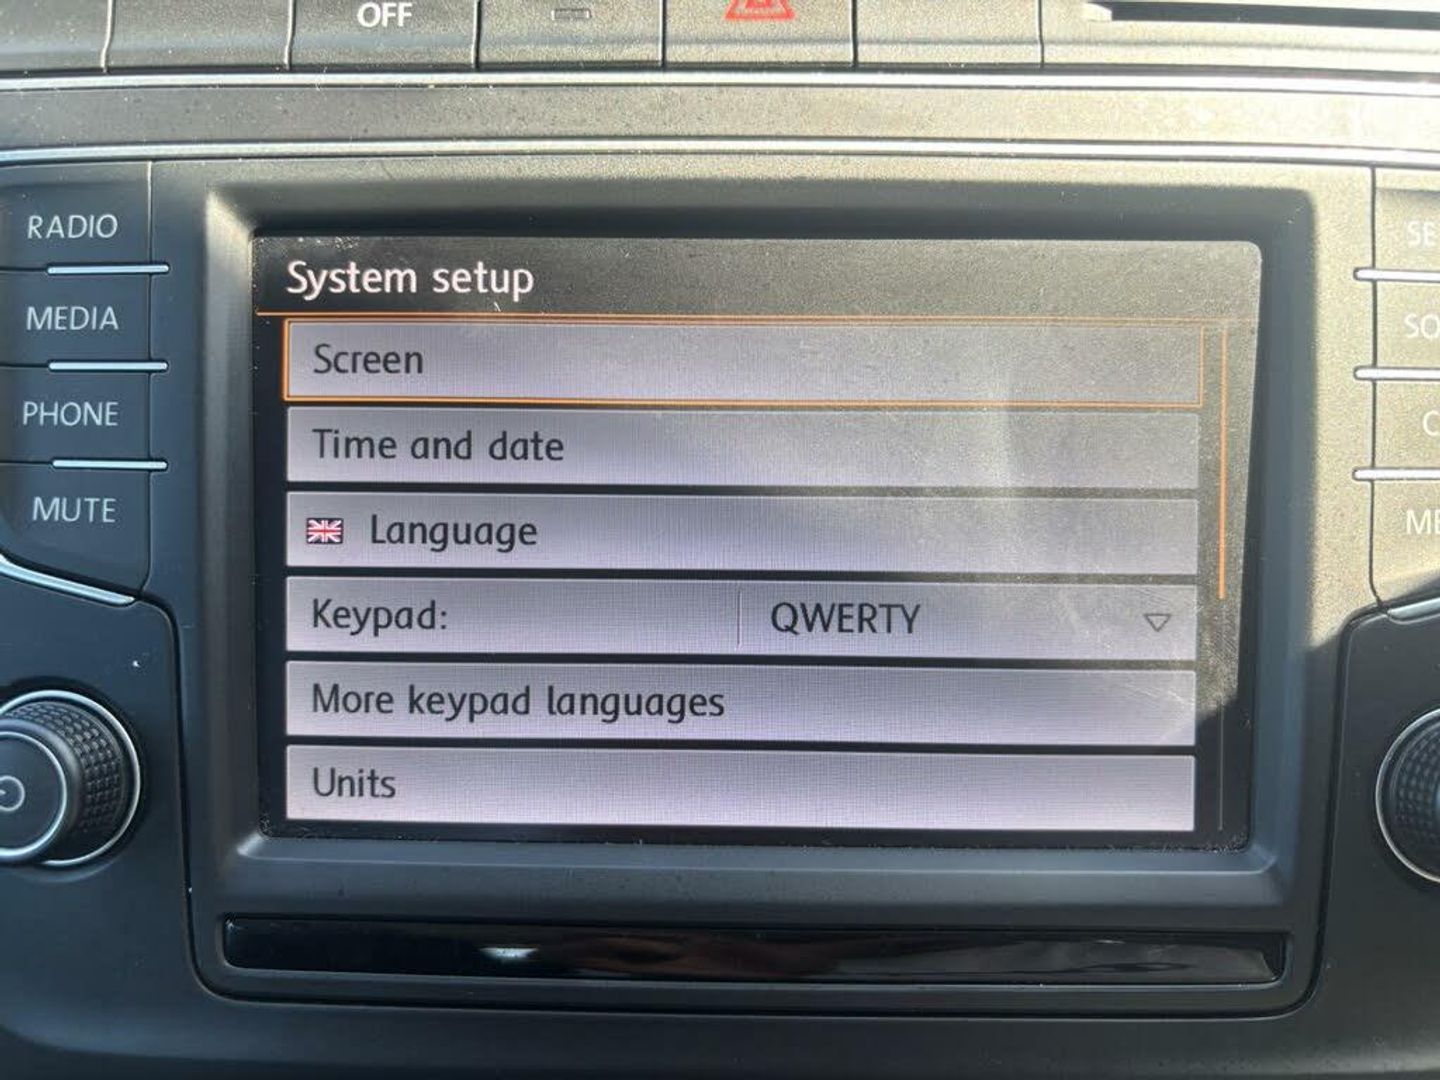 OFF
RADIO
MEDIA
PHONE
MUTE
System setup
Screen
Time and date
Language
Keypad: QWERTY
More keypad languages
Units